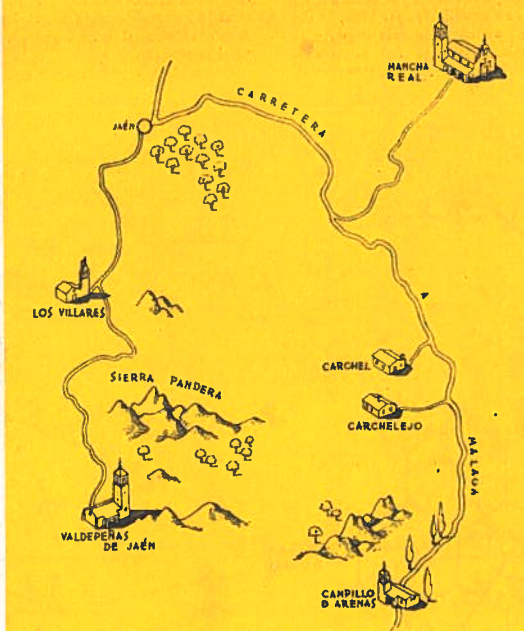 MANCHA
REAL
CARRETERA
JAÉN
LOS VILLARES
A
CARCHEL
SIERRA PANDERA
CARCHELEJO
MALAGA
VALDEPEÑAS
DE JAÉN
CAMPILLO
D ARENAS